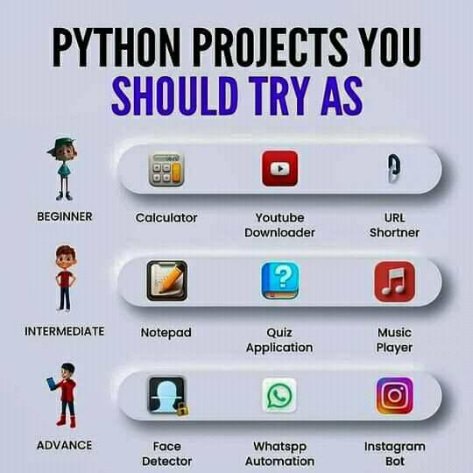 PYTHON PROJECTS YOU
SHOULD TRY AS
BEGINNER
Calculator
Youtube
Downloader
URL
Shortner
INTERMEDIATE
Notepad
Quiz
Application
Music
Player
ADVANCE
Face
Detector
Whatspp
Automation
Instagram
Bot